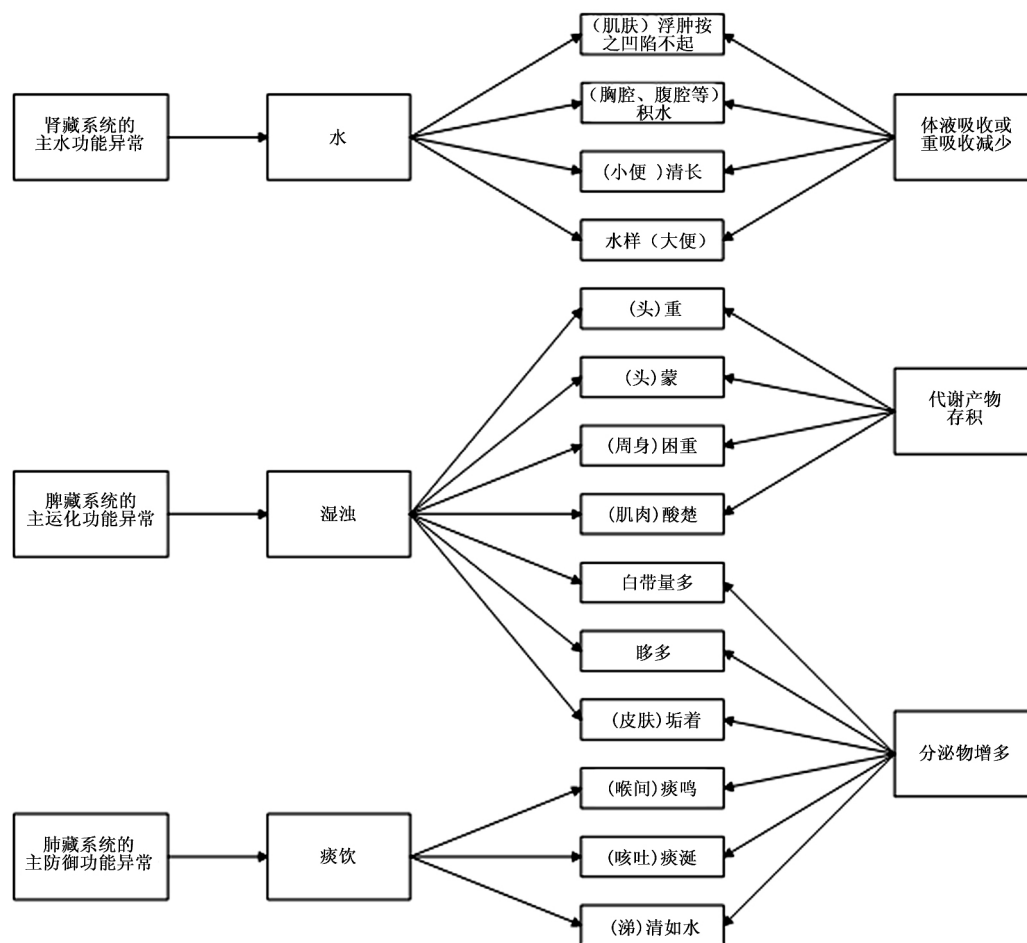 肾藏系统的
主水功能异常
水
（肌肤）浮肿按
之凹陷不起
（胸腔、腹腔等）
积水
(小便 )清长
水样（大便）
体液吸收或
重吸收减少
脾藏系统的
主运化功能异常
湿浊
(头)重
(头)蒙
(周身)困重
(肌肉)酸楚
白带量多
眵多
(皮肤)垢着
代谢产物
存积
肺藏系统的
主防御功能异常
痰饮
(喉间)痰鸣
(咳吐)痰涎
(涕)清如水
分泌物增多